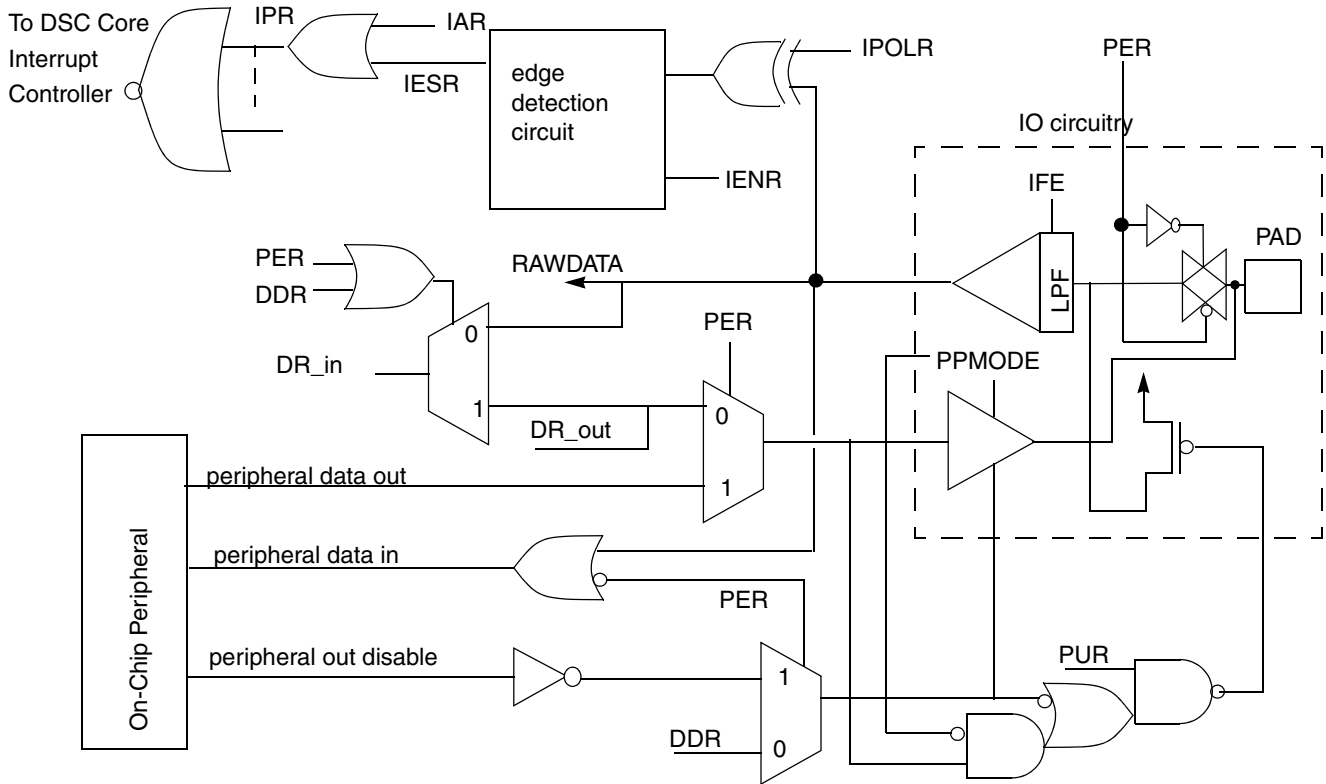 To DSC Core
Interrupt
Controller
IPR
IAR
IESR
edge
detection
circuit
IPOLR
IENR
PER
IO circuitry
IFE
LPF
PAD
PER
DDR
RAWDATA
0
1
DR_in
DR_out
PER
0
1
PPMODE
On-Chip Peripheral
peripheral data out
peripheral data in
PER
peripheral out disable
1
0
DDR
PUR